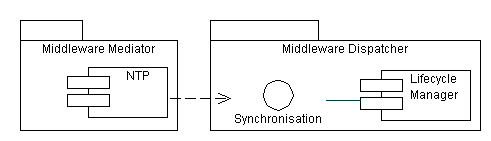 Middleware Mediator
Middleware Dispatcher
NTP
Synchronisation
Lifecycle
Manager